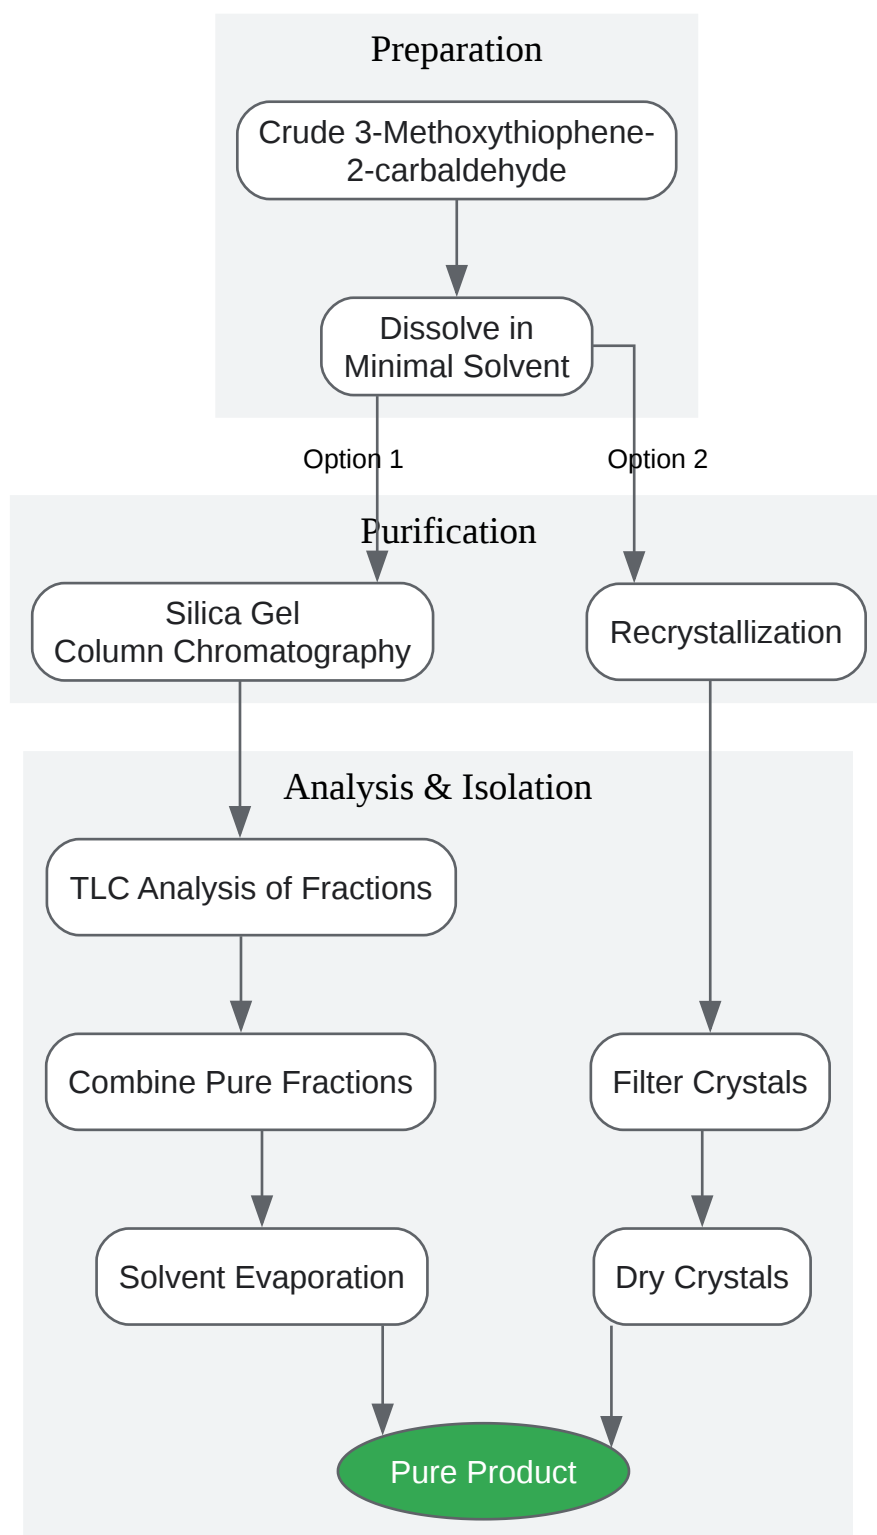 Preparation
Crude 3-Methoxythiophene-
2-carbaldehyde
Dissolve in
Minimal Solvent
Option 1
Option 2
Purification
Silica Gel
Column Chromatography
Recrystallization
Analysis & Isolation
TLC Analysis of Fractions
Combine Pure Fractions
Filter Crystals
Solvent Evaporation
Dry Crystals
Pure Product